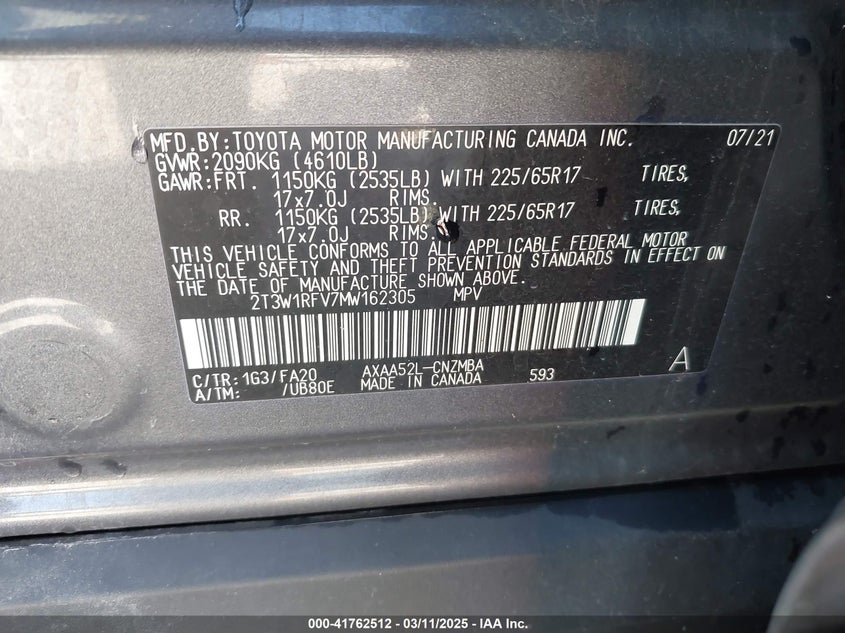 MFD.BY:TOYOTA MOTOR MANUFACTURING CANADA INC. 07/21
GVWR:2090KG (4610LB)
GAWR:FRT. 1150KG (2535LB) WITH 225/65R17 TIRES,
17x7.0J RIMS.
RR. 1150KG (2535LB) WITH 225/65R17 TIRES,
17x7.0J RIMS.
THIS VEHICLE CONFORMS TO ALL APPLICABLE FEDERAL MOTOR
VEHICLE SAFETY AND THEFT PREVENTION STANDARDS IN EFFECT ON
THE DATE OF MANUFACTURE SHOWN ABOVE.
2T3W1RFV7MW162305 MPV
C/TR: 1G3/FA20 AXAA52L-CNZMBA 593 A
A/TM: /UB80E MADE IN CANADA
000-41762512 - 03/11/2025 - IAA Inc.